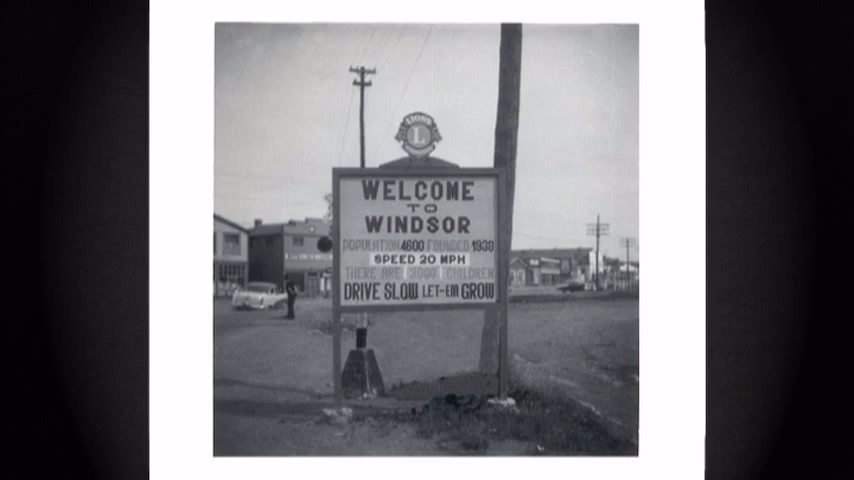 LIONS
L
WELCOME
TO
WINDSOR
POPULATION 4600 FOUNDED 1938
SPEED 20 MPH
THERE ARE 3000 CHILDREN
DRIVE SLOW LET-EM GROW